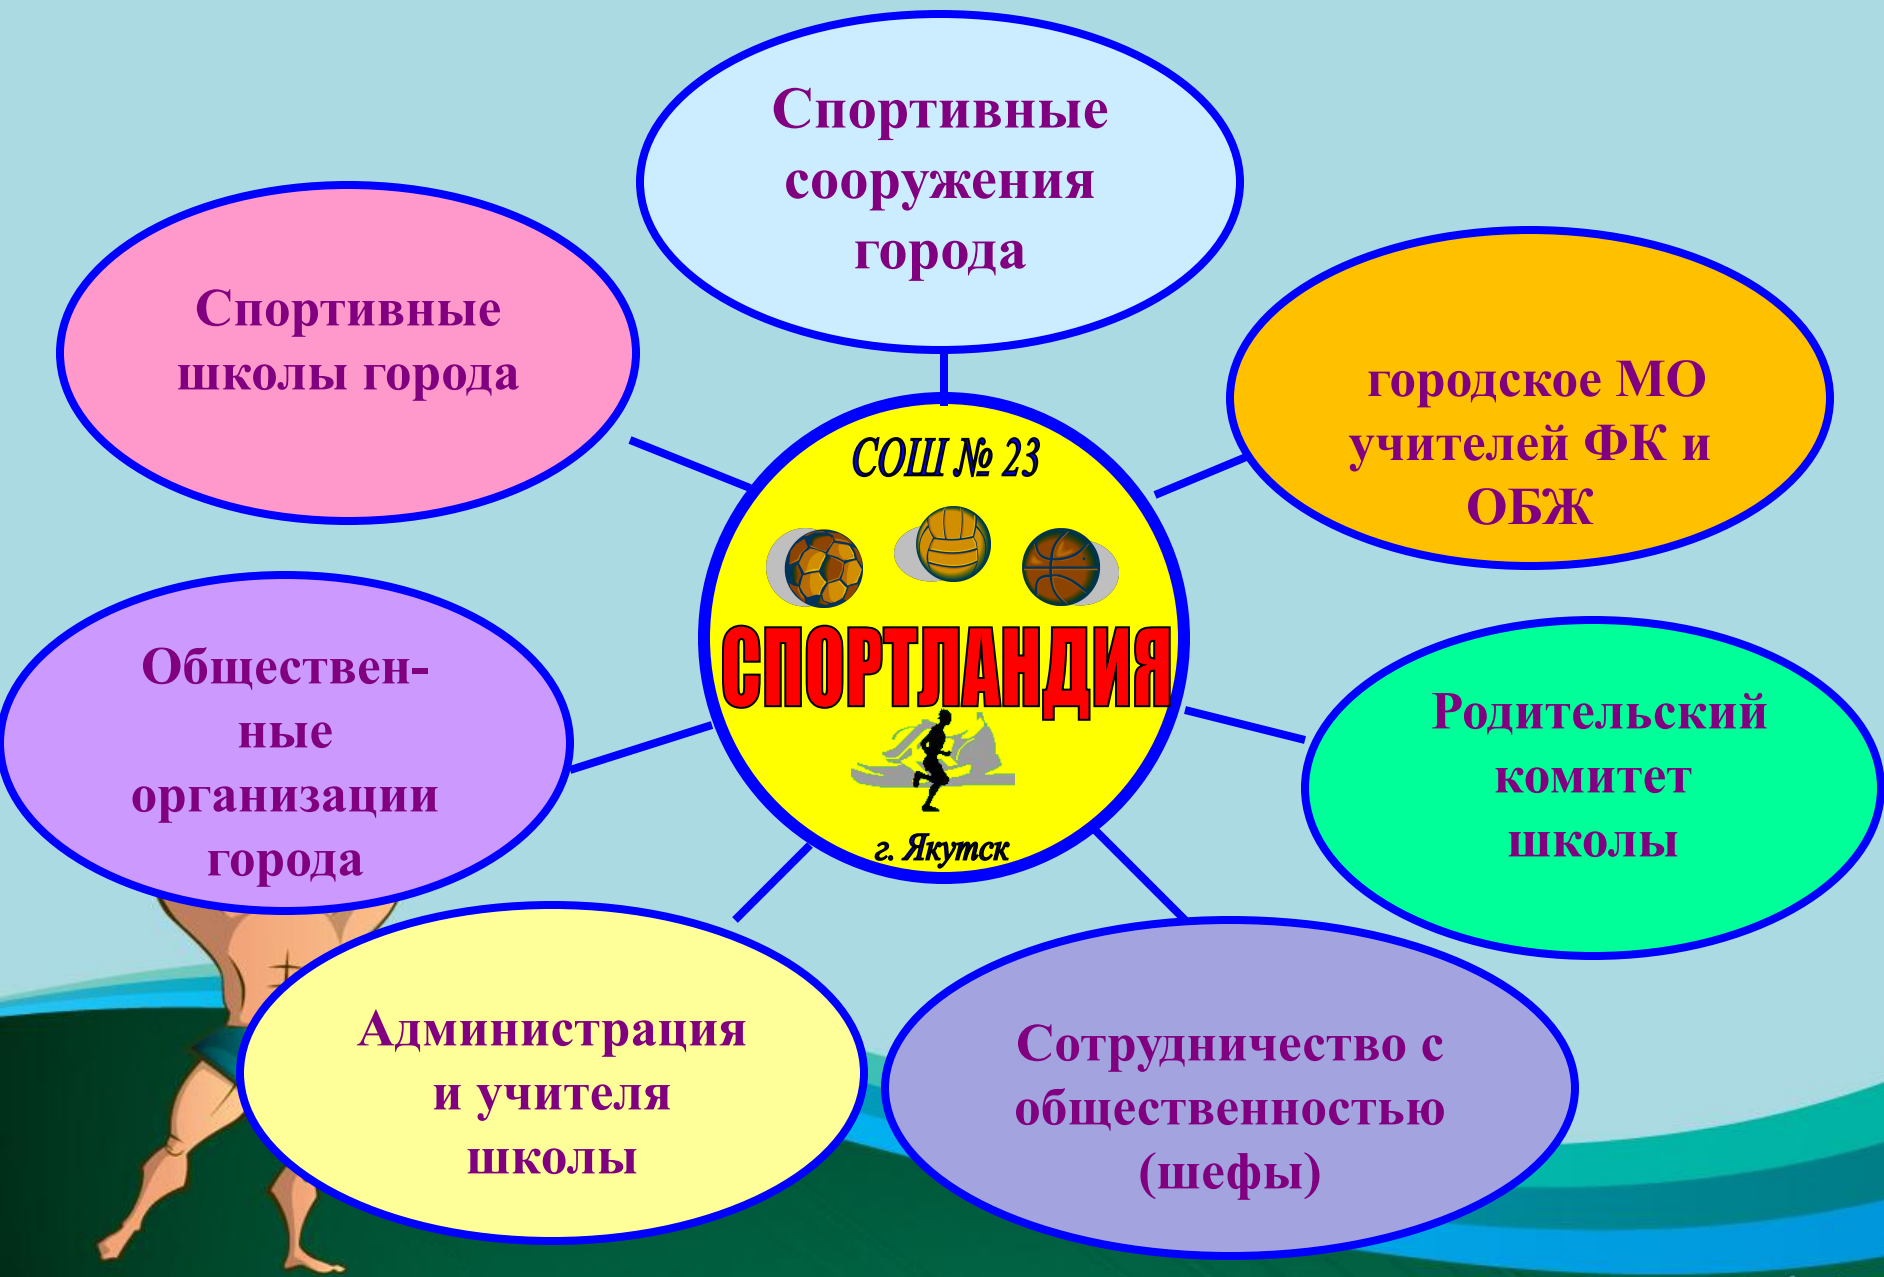 Спортивные
сооружения
города
Спортивные
школы города
городское МО
учителей ФК и
ОБЖ
СОШ № 23
СПОРТЛАНДИЯ
г. Якутск
Обществен-
ные
организации
города
Родительский
комитет
школы
Администрация
и учителя
школы
Сотрудничество с
общественностью
(шефы)